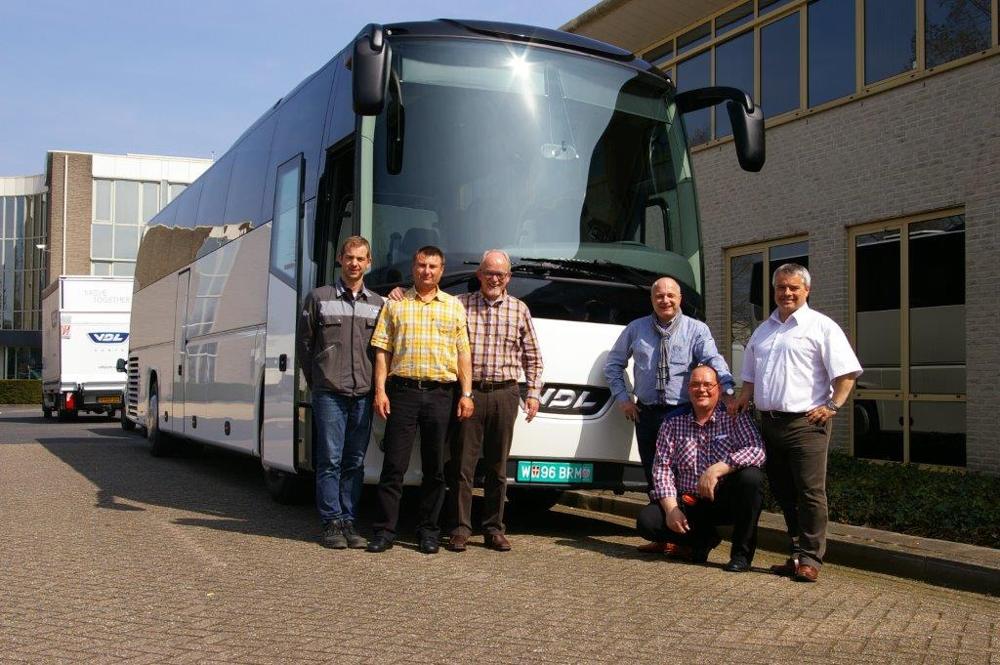 MOVE
TOGETHER
VDL
VDL
W 96 BRM